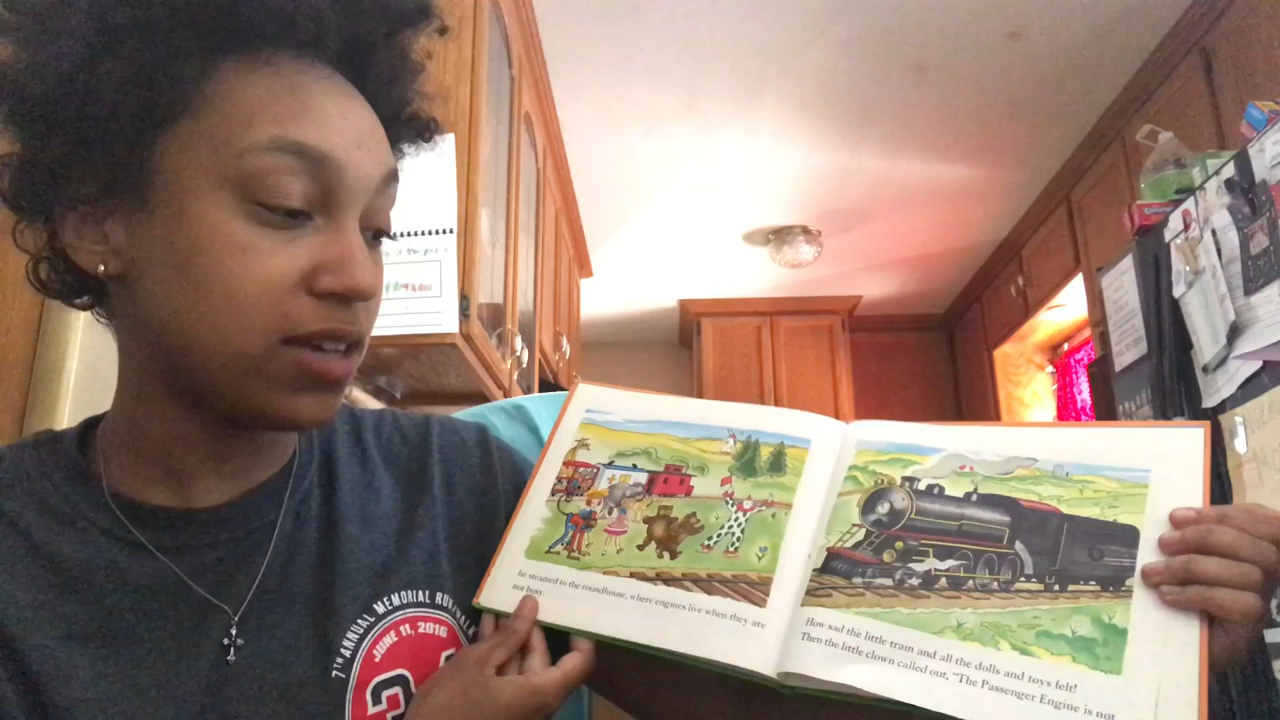 7TH ANNUAL MEMORIAL RUN/WALK
JUNE 11, 2016
he steamed to the roundhouse, where engines live when they are
not busy.
How sad the little train and all the dolls and toys felt!
Then the little clown called out, "The Passenger Engine is not